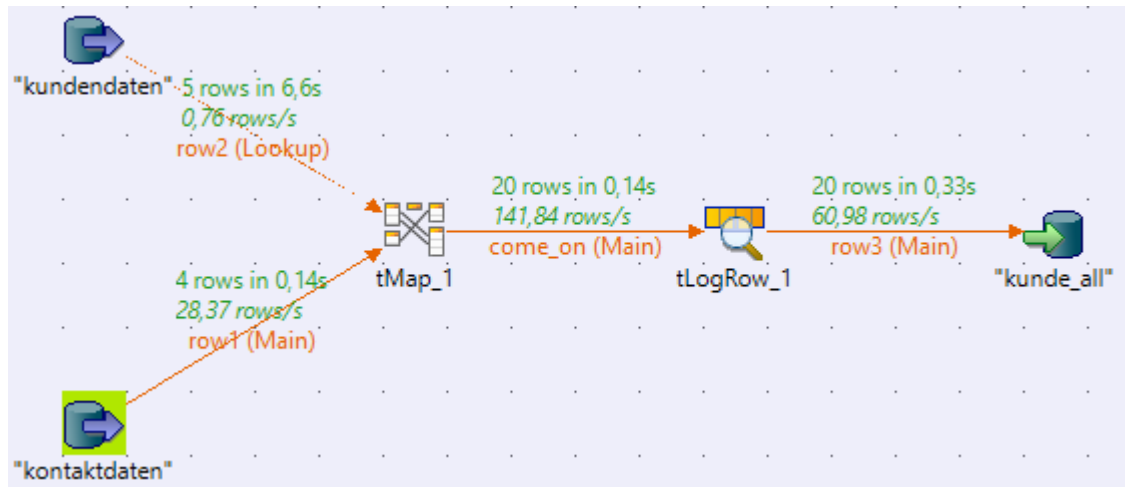 "kundendaten"
5 rows in 6,6s
0,76 rows/s
row2 (Lookup)
20 rows in 0,14s
141,84 rows/s
come_on (Main)
20 rows in 0,33s
60,98 rows/s
row3 (Main)
tMap_1
tLogRow_1
"kunde_all"
4 rows in 0,14s
28,37 rows/s
row1 (Main)
"kontaktdaten"